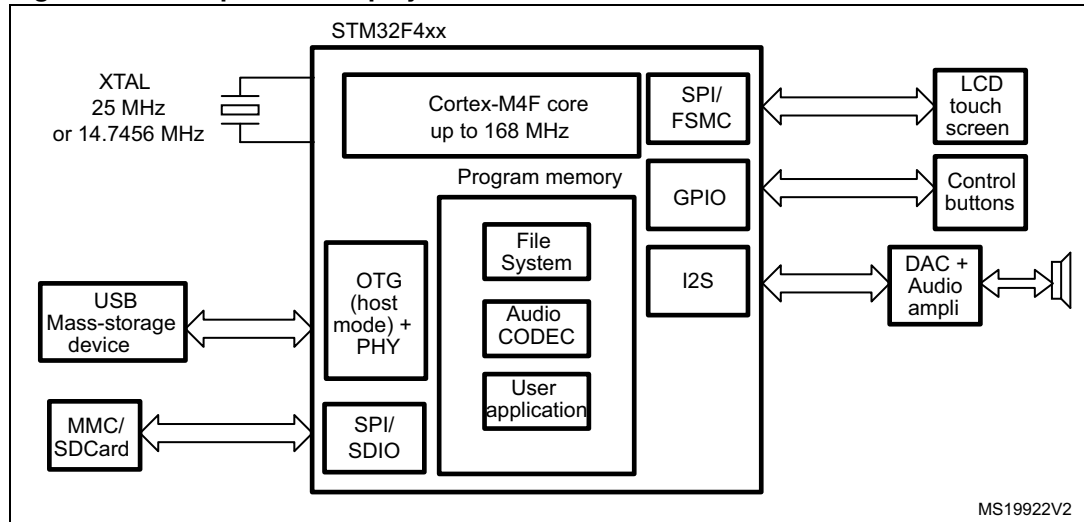 STM32F4xx
XTAL
25 MHz
or 14.7456 MHz
Cortex-M4F core
up to 168 MHz
SPI/
FSMC
LCD
touch
screen
Program memory
GPIO
Control
buttons
File
System
I2S
DAC +
Audio
ampli
OTG
(host
mode) +
PHY
USB
Mass-storage
device
Audio
CODEC
User
application
MMC/
SDCard
SPI/
SDIO
MS19922V2